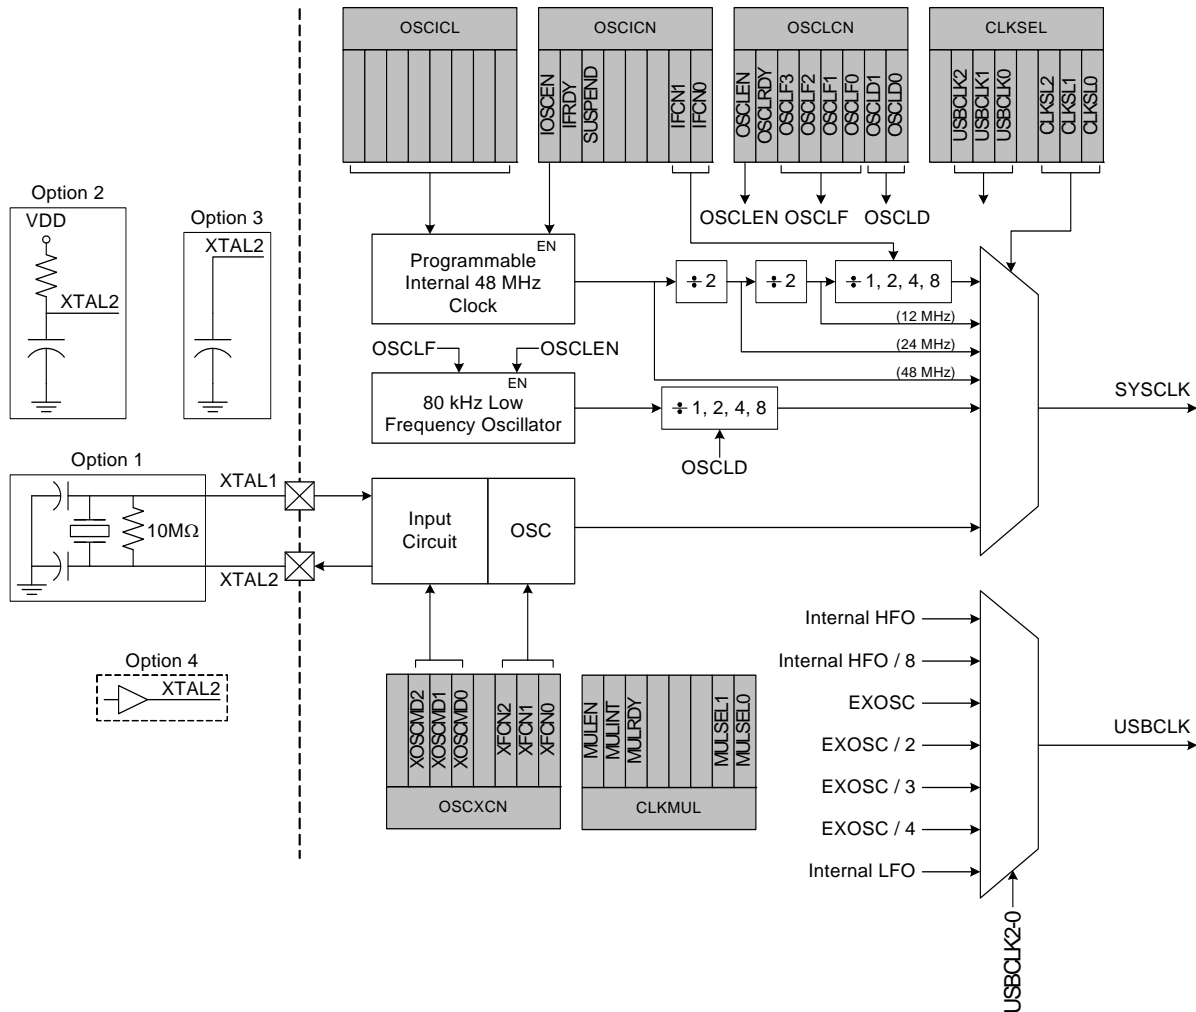 OSCICL
OSCICN
IOSCEN
IFRDY
SUSPEND
IFCN1
IFCN0
OSCLCN
OSCLEN
OSCLRDY
OSCLF3
OSCLF2
OSCLF1
OSCLF0
OSCLD1
OSCLD0
CLKSEL
USBCLK2
USBCLK1
USBCLK0
CLKSL2
CLKSL1
CLKSL0
OSCLEN OSCLF OSCLD
Option 2
VDD
XTAL2
Option 3
XTAL2
EN
Programmable
Internal 48 MHz
Clock
÷ 2
÷ 2
÷ 1, 2, 4, 8
(12 MHz)
(24 MHz)
(48 MHz)
OSCLF
OSCLEN
EN
80 kHz Low
Frequency Oscillator
÷ 1, 2, 4, 8
OSCLD
SYSCLK
Option 1
10MΩ
XTAL1
XTAL2
Input
Circuit
OSC
Option 4
XTAL2
XOSCMD2
XOSCMD1
XOSCMD0
XFCN2
XFCN1
XFCN0
OSCXCN
MULEN
MULINT
MULRDY
MULSEL1
MULSEL0
CLKMUL
Internal HFO
Internal HFO / 8
EXOSC
EXOSC / 2
EXOSC / 3
EXOSC / 4
Internal LFO
USBCLK
USBCLK2-0